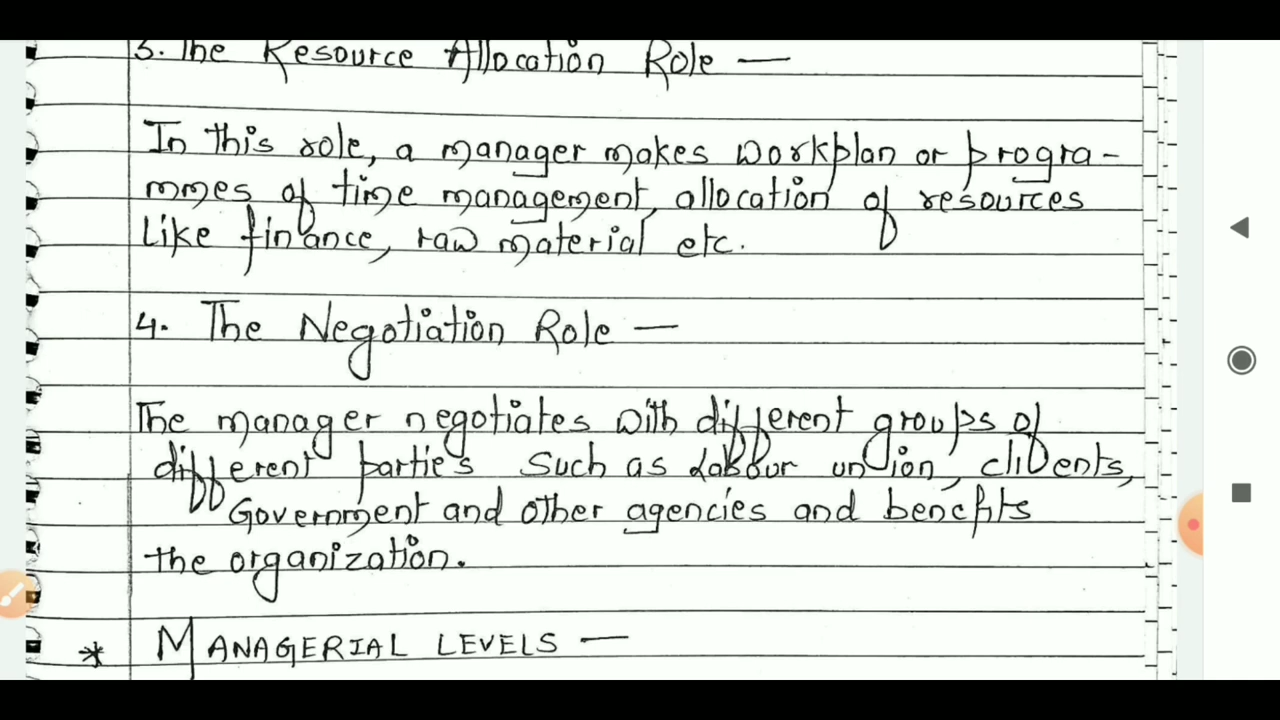 3. The Resource Allocation Role —
In this role, a manager makes workplan or progra-
mmes of time management, allocation of resources
like finance, raw material etc.
4. The Negotiation Role —
The manager negotiates with different groups of
different parties such as Labour union, clients,
Government and other agencies and benefits
the organization.
* MANAGERIAL LEVELS —